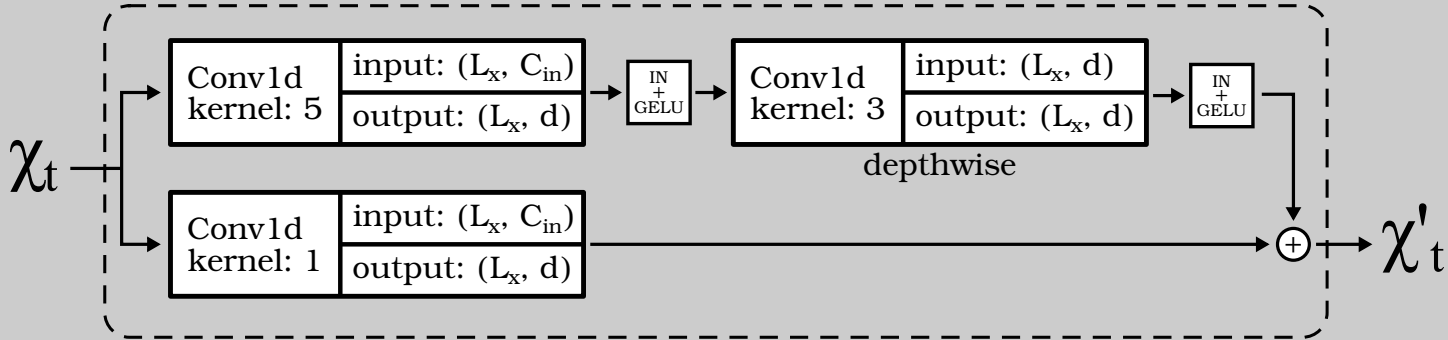 χt
Conv1d
kernel: 5
input: (Lx, Cin)
output: (Lx, d)
IN
+
GELU
Conv1d
kernel: 3
input: (Lx, d)
output: (Lx, d)
depthwise
IN
+
GELU
Conv1d
kernel: 1
input: (Lx, Cin)
output: (Lx, d)
+
χ't